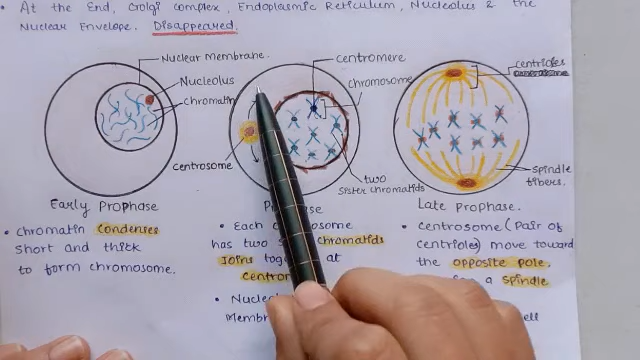 • At the End, Golgi complex, Endoplasmic Reticulum, Nucleolus & the
Nuclear Envelope. Disappeared.
Nuclear Membrane.
Nucleolus
chromatin
Early Prophase
• Chromatin condenses
short and thick
to form chromosome.
centromere
chromosome
centrosome
two
sister chromatids
• Each
has two chromatids
Joins at
• 
centrioles
spindle
fibers.
Late Prophase.
• Centrosome (Pair of
centrioles) move toward
the opposite pole.
a spindle